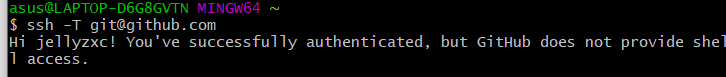 asus@LAPTOP-D6G8GVTN MINGW64 ~
$ ssh -T git@github.com
Hi jellyzxc! You've successfully authenticated, but GitHub does not provide shel
l access.